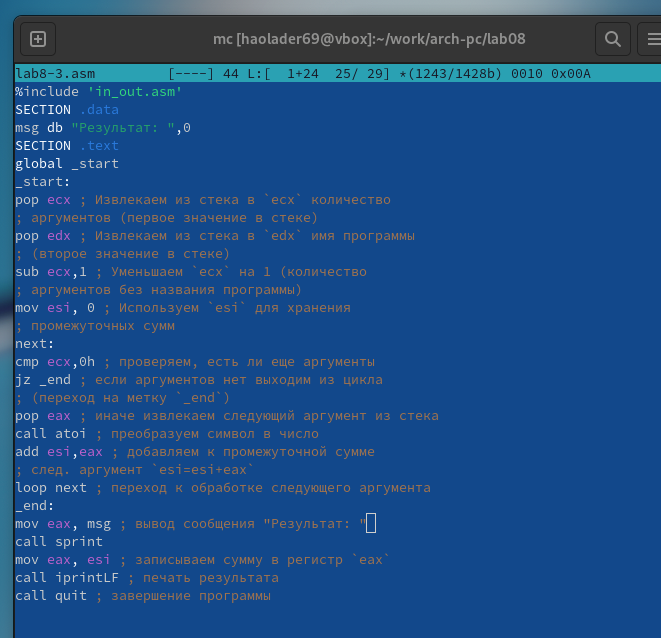 mc [haolader69@vbox]:~/work/arch-pc/lab08
lab8-3.asm [----] 44 L:[ 1+24 25/ 29] *(1243/1428b) 0010 0x00A
%include 'in_out.asm'
SECTION .data
msg db "Результат: ",0
SECTION .text
global _start
_start:
pop ecx ; Извлекаем из стека в `ecx` количество
; аргументов (первое значение в стеке)
pop edx ; Извлекаем из стека в `edx` имя программы
; (второе значение в стеке)
sub ecx,1 ; Уменьшаем `ecx` на 1 (количество
; аргументов без названия программы)
mov esi, 0 ; Используем `esi` для хранения
; промежуточных сумм
next:
cmp ecx,0h ; проверяем, есть ли еще аргументы
jz _end ; если аргументов нет выходим из цикла
; (переход на метку `_end`)
pop eax ; иначе извлекаем следующий аргумент из стека
call atoi ; преобразуем символ в число
add esi,eax ; добавляем к промежуточной сумме
; след. аргумент `esi=esi+eax`
loop next ; переход к обработке следующего аргумента
_end:
mov eax, msg ; вывод сообщения "Результат: "
call sprint
mov eax, esi ; записываем сумму в регистр `eax`
call iprintLF ; печать результата
call quit ; завершение программы